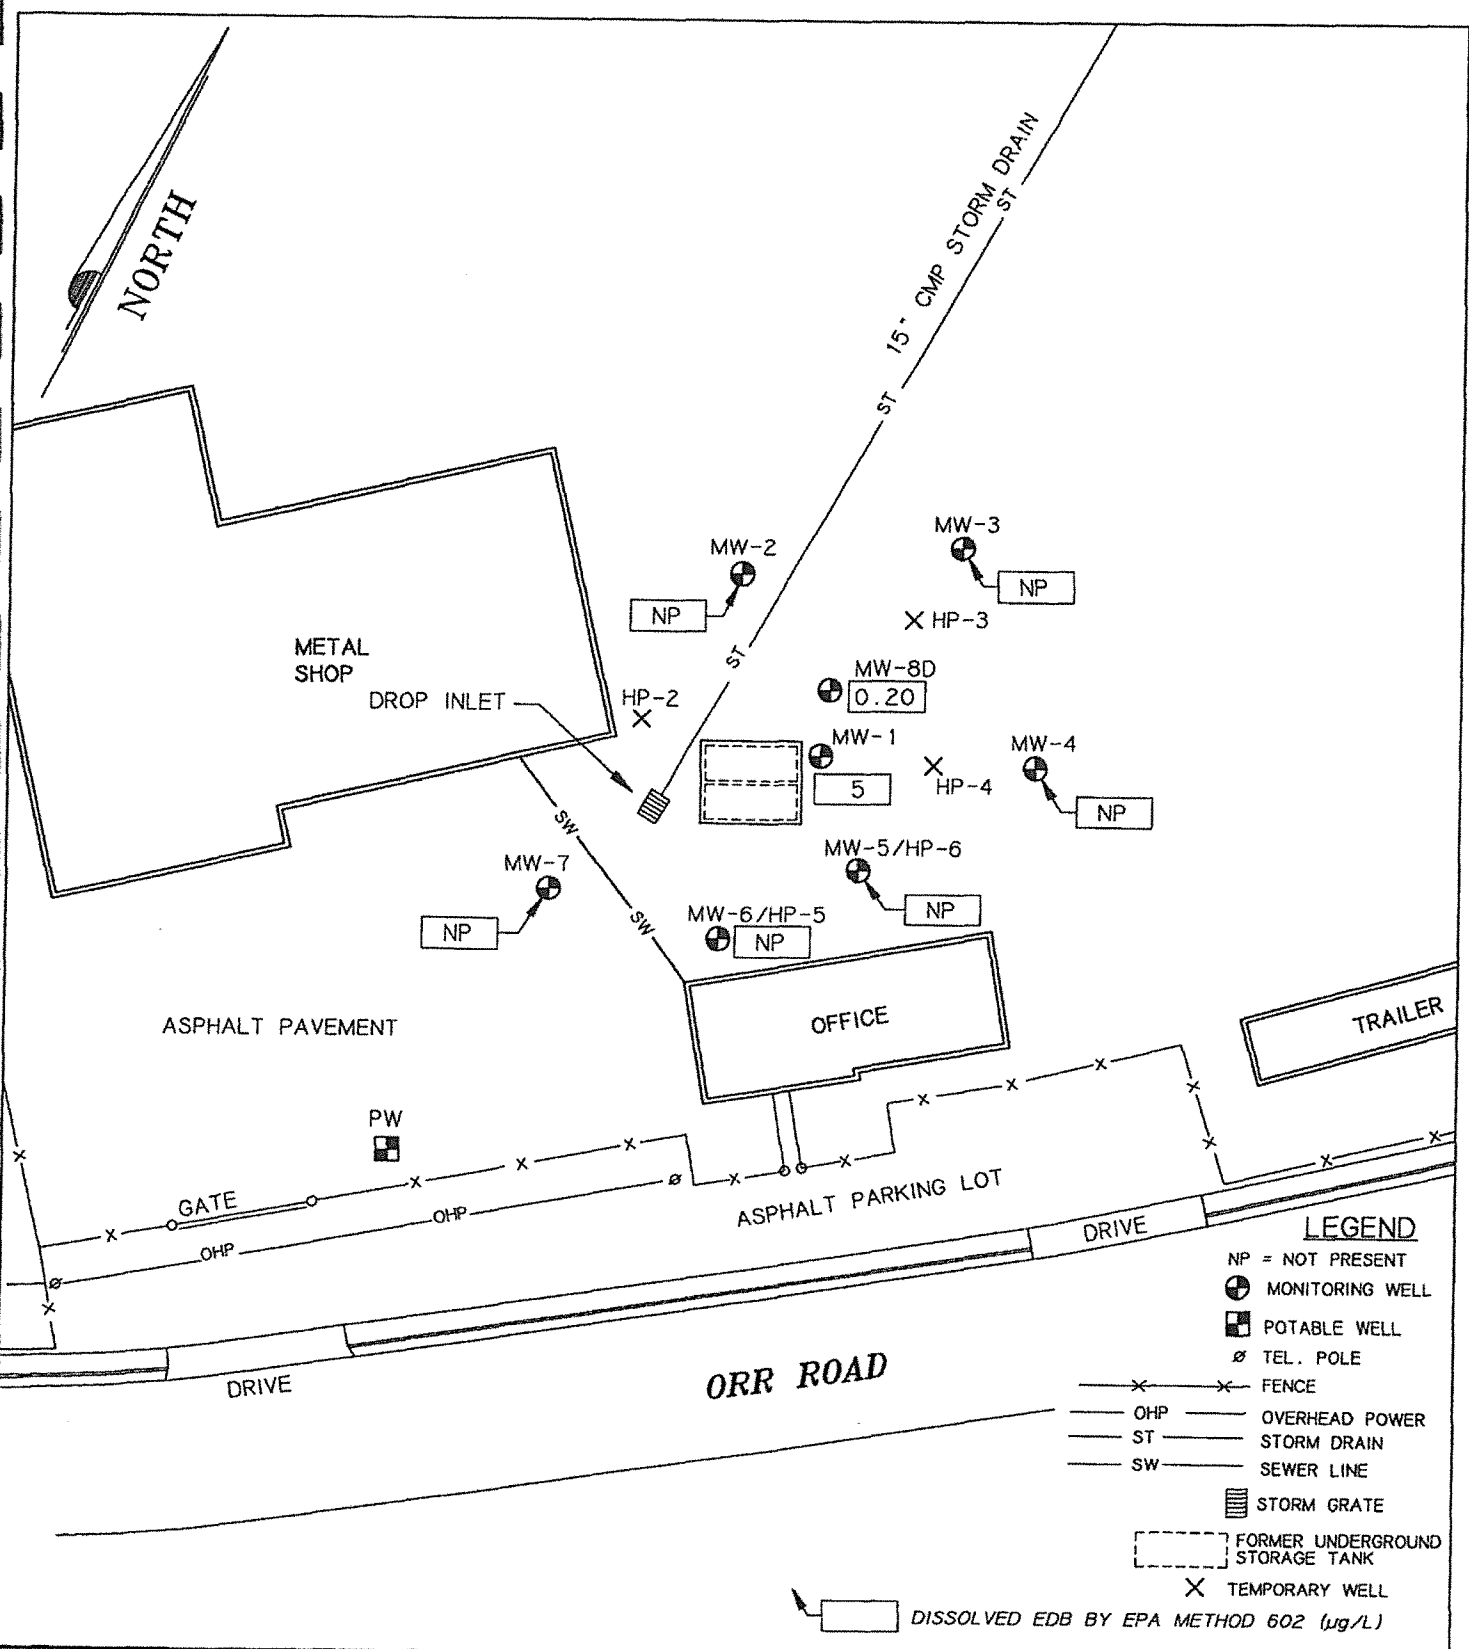 NORTH
15" CMP STORM DRAIN
ST
ST
ST
MW-2
NP
MW-3
NP
HP-3
METAL
SHOP
DROP INLET
HP-2
MW-8D
0.20
MW-1
5
HP-4
MW-4
NP
SW
SW
MW-7
NP
MW-5/HP-6
NP
MW-6/HP-5
NP
OFFICE
TRAILER
ASPHALT PAVEMENT
PW
GATE
OHP
OHP
ASPHALT PARKING LOT
DRIVE
DRIVE
ORR ROAD
LEGEND
NP = NOT PRESENT
MONITORING WELL
POTABLE WELL
TEL. POLE
FENCE
OHP OVERHEAD POWER
ST STORM DRAIN
SW SEWER LINE
STORM GRATE
FORMER UNDERGROUND
STORAGE TANK
TEMPORARY WELL
DISSOLVED EDB BY EPA METHOD 602 (µg/L)